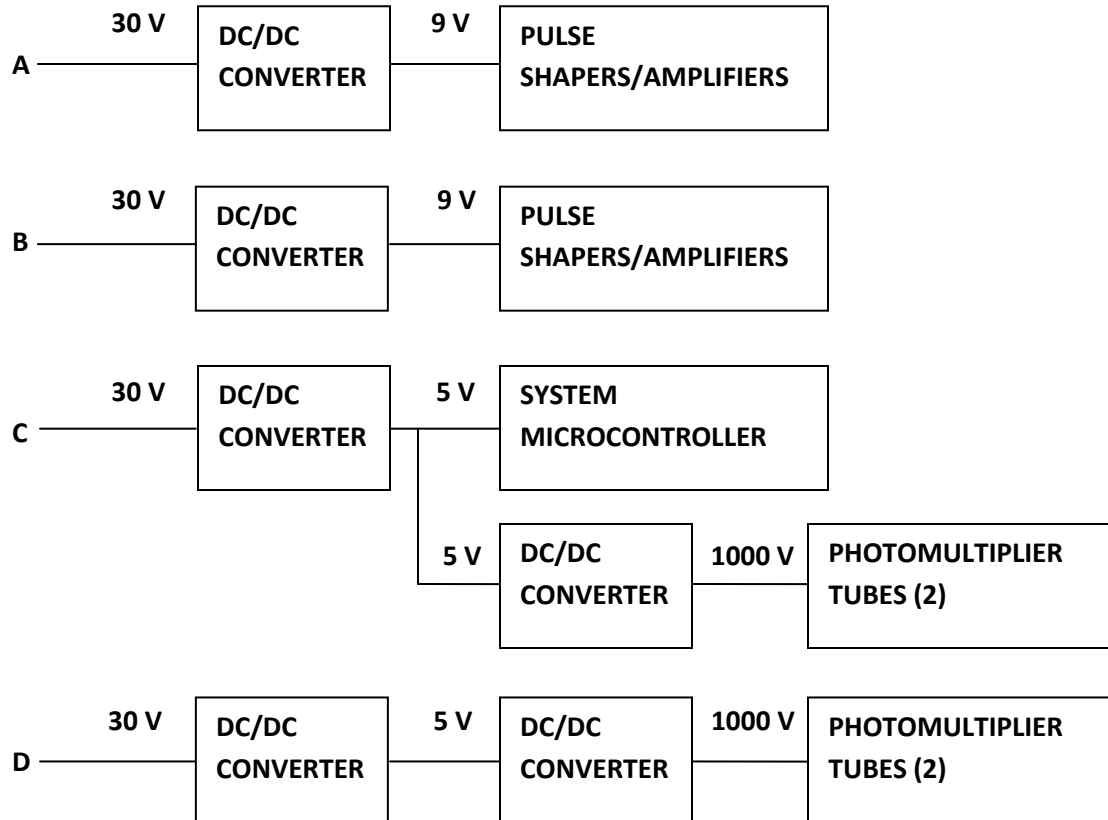 30 V DC/DC 9 V PULSE
A CONVERTER SHAPERS/AMPLIFIERS
30 V DC/DC 9 V PULSE
B CONVERTER SHAPERS/AMPLIFIERS
30 V DC/DC 5 V SYSTEM
C CONVERTER MICROCONTROLLER
5 V DC/DC 1000 V PHOTOMULTIPLIER
CONVERTER TUBES (2)
30 V DC/DC 5 V DC/DC 1000 V PHOTOMULTIPLIER
D CONVERTER CONVERTER TUBES (2)